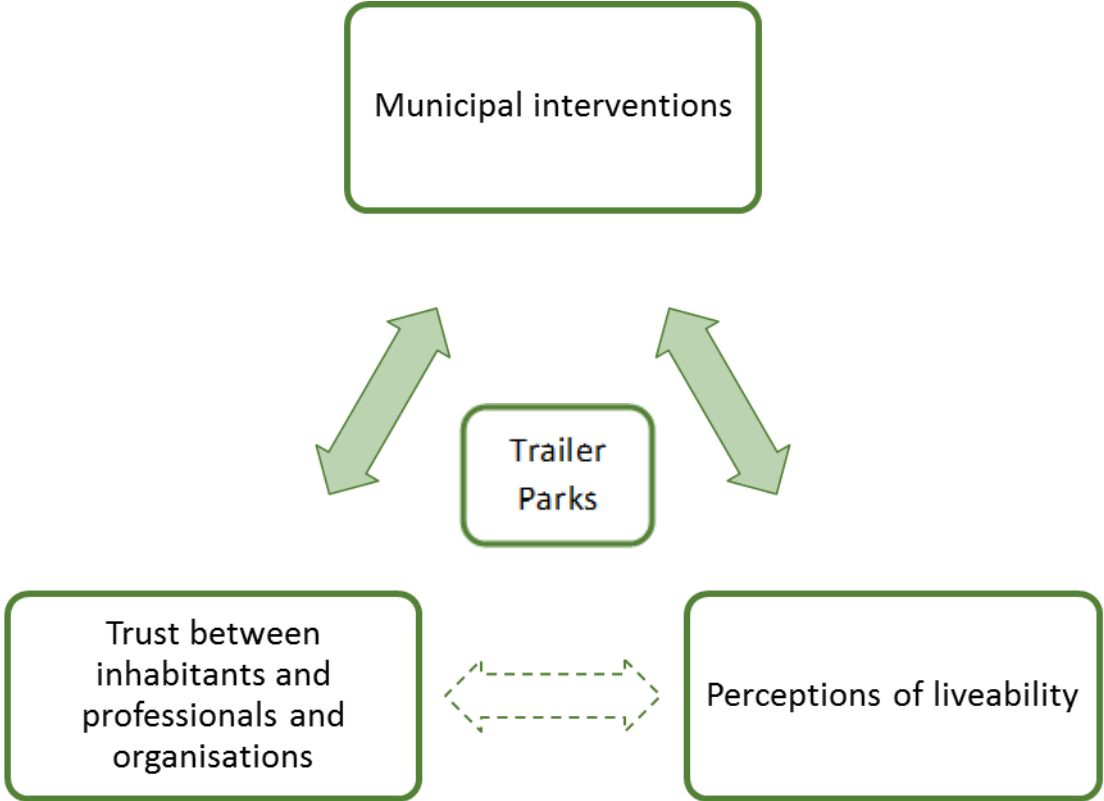 Municipal interventions
Trailer
Parks
Trust between
inhabitants and
professionals and
organisations
Perceptions of liveability